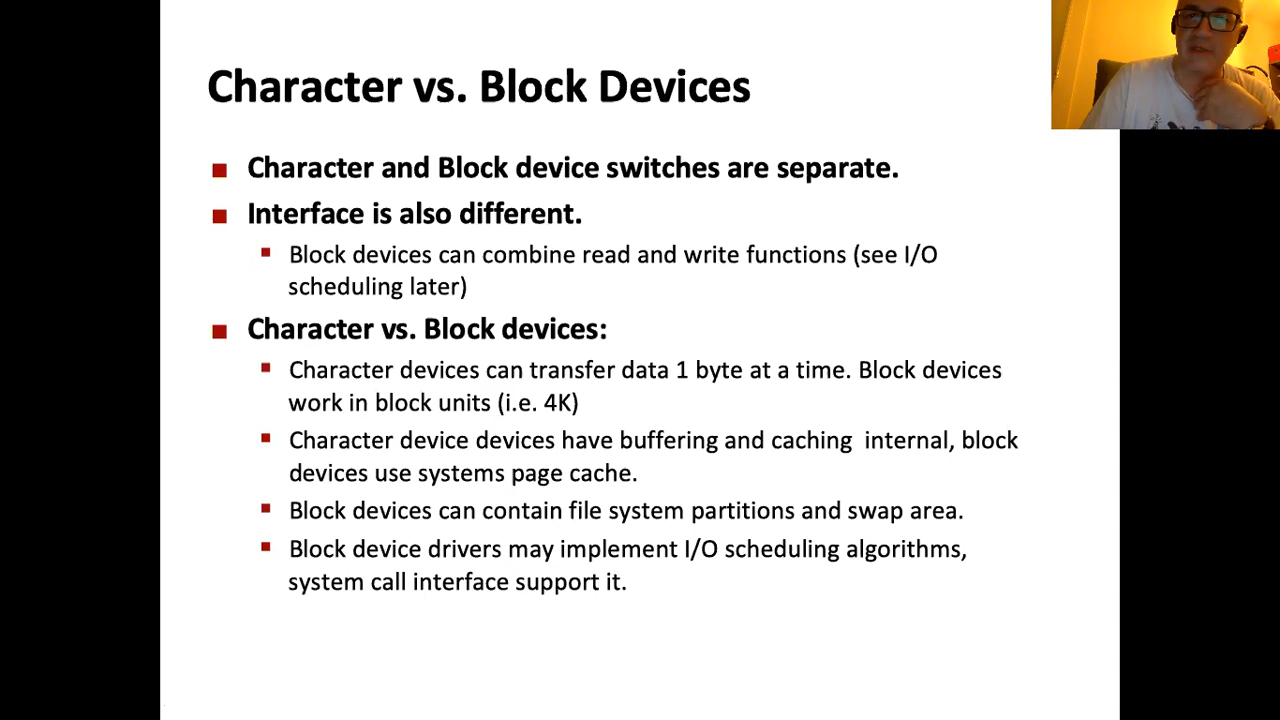 Character vs. Block Devices
Character and Block device switches are separate.
Interface is also different.
Block devices can combine read and write functions (see I/O
scheduling later)
Character vs. Block devices:
Character devices can transfer data 1 byte at a time. Block devices
work in block units (i.e. 4K)
Character device devices have buffering and caching  internal, block
devices use systems page cache.
Block devices can contain file system partitions and swap area.
Block device drivers may implement I/O scheduling algorithms,
system call interface support it.